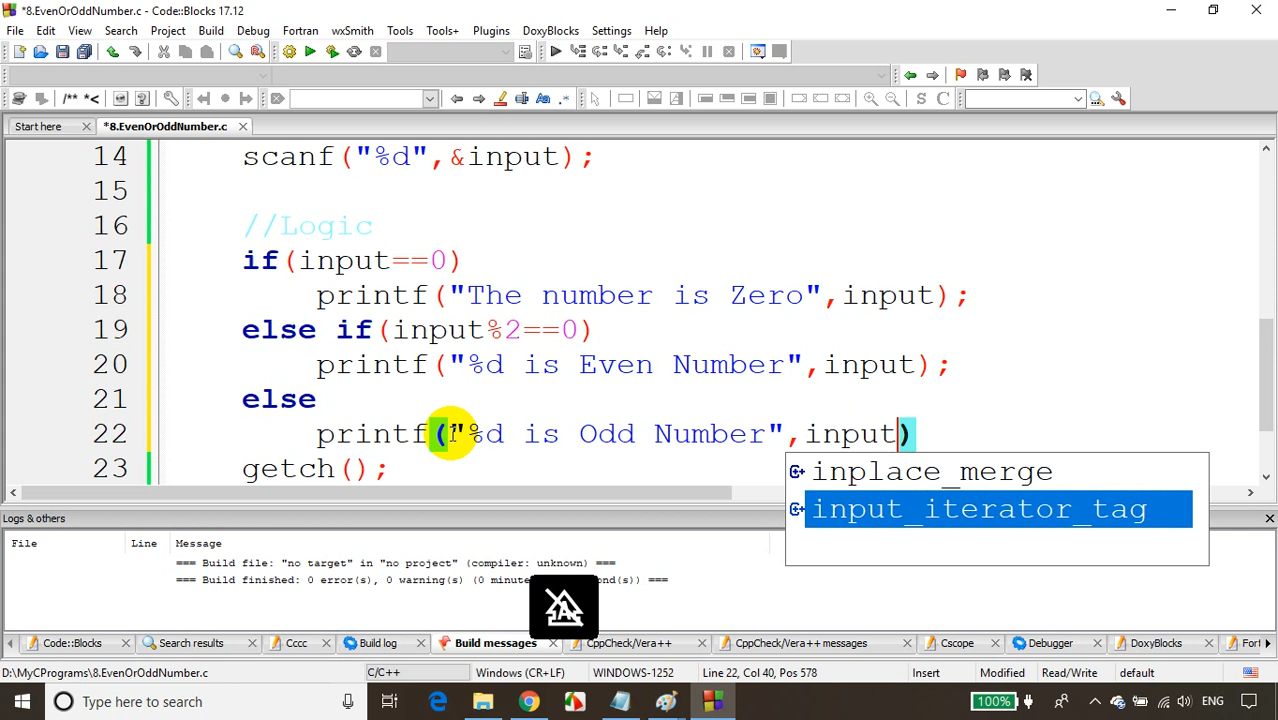 *8.EvenOrOddNumber.c - Code::Blocks 17.12
File Edit View Search Project Build Debug Fortran wxSmith Tools Tools+ Plugins DoxyBlocks Settings Help
/** *<
S C
Start here *8.EvenOrOddNumber.c
14 scanf("%d",&input);
15
16 //Logic
17 if(input==0)
18 printf("The number is Zero",input);
19 else if(input%2==0)
20 printf("%d is Even Number",input);
21 else
22 printf("%d is Odd Number",input)
23 getch();
inplace_merge
input_iterator_tag
Logs & others
File Line Message
=== Build file: "no target" in "no project" (compiler: unknown) ===
=== Build finished: 0 error(s), 0 warning(s) (0 minute ond(s)) ===
Code::Blocks Search results Cccc Build log Build messages CppCheck/Vera++ CppCheck/Vera++ messages Cscope Debugger DoxyBlocks Fort
D:\MyCPrograms\8.EvenOrOddNumber.c C/C++ Windows (CR+LF) WINDOWS-1252 Line 22, Col 40, Pos 578 Insert Modified Read/Write default
Type here to search 100% ENG